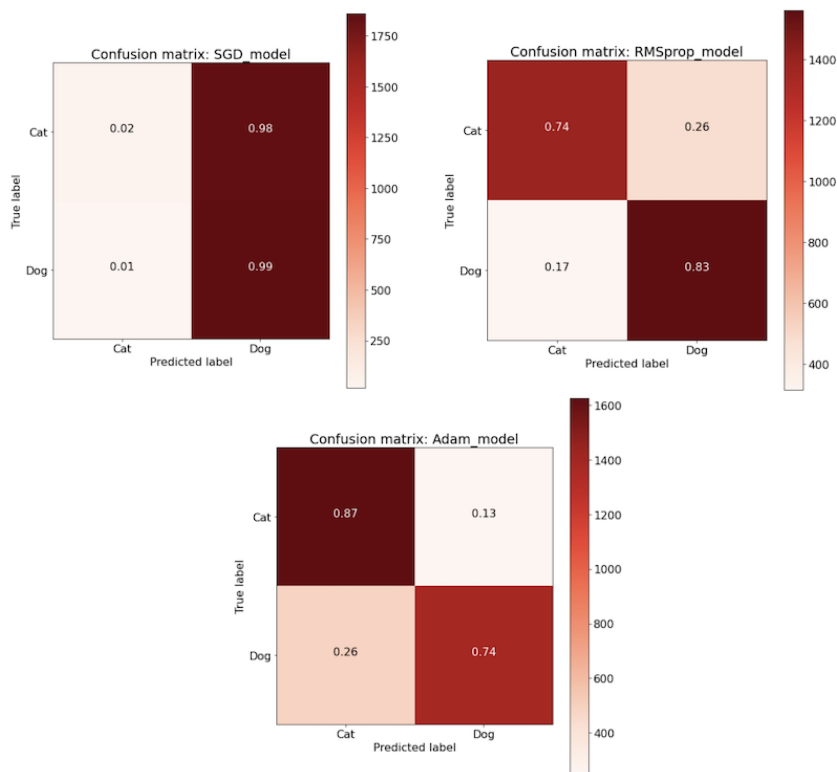 Confusion matrix: SGD_model
True label
Cat
0.02 0.98
Dog
0.01 0.99
Cat Dog
Predicted label
1750
1500
1250
1000
750
500
250
Confusion matrix: RMSprop_model
True label
Cat
0.74 0.26
Dog
0.17 0.83
Cat Dog
Predicted label
1400
1200
1000
800
600
400
Confusion matrix: Adam_model
True label
Cat
0.87 0.13
Dog
0.26 0.74
Cat Dog
Predicted label
1600
1400
1200
1000
800
600
400